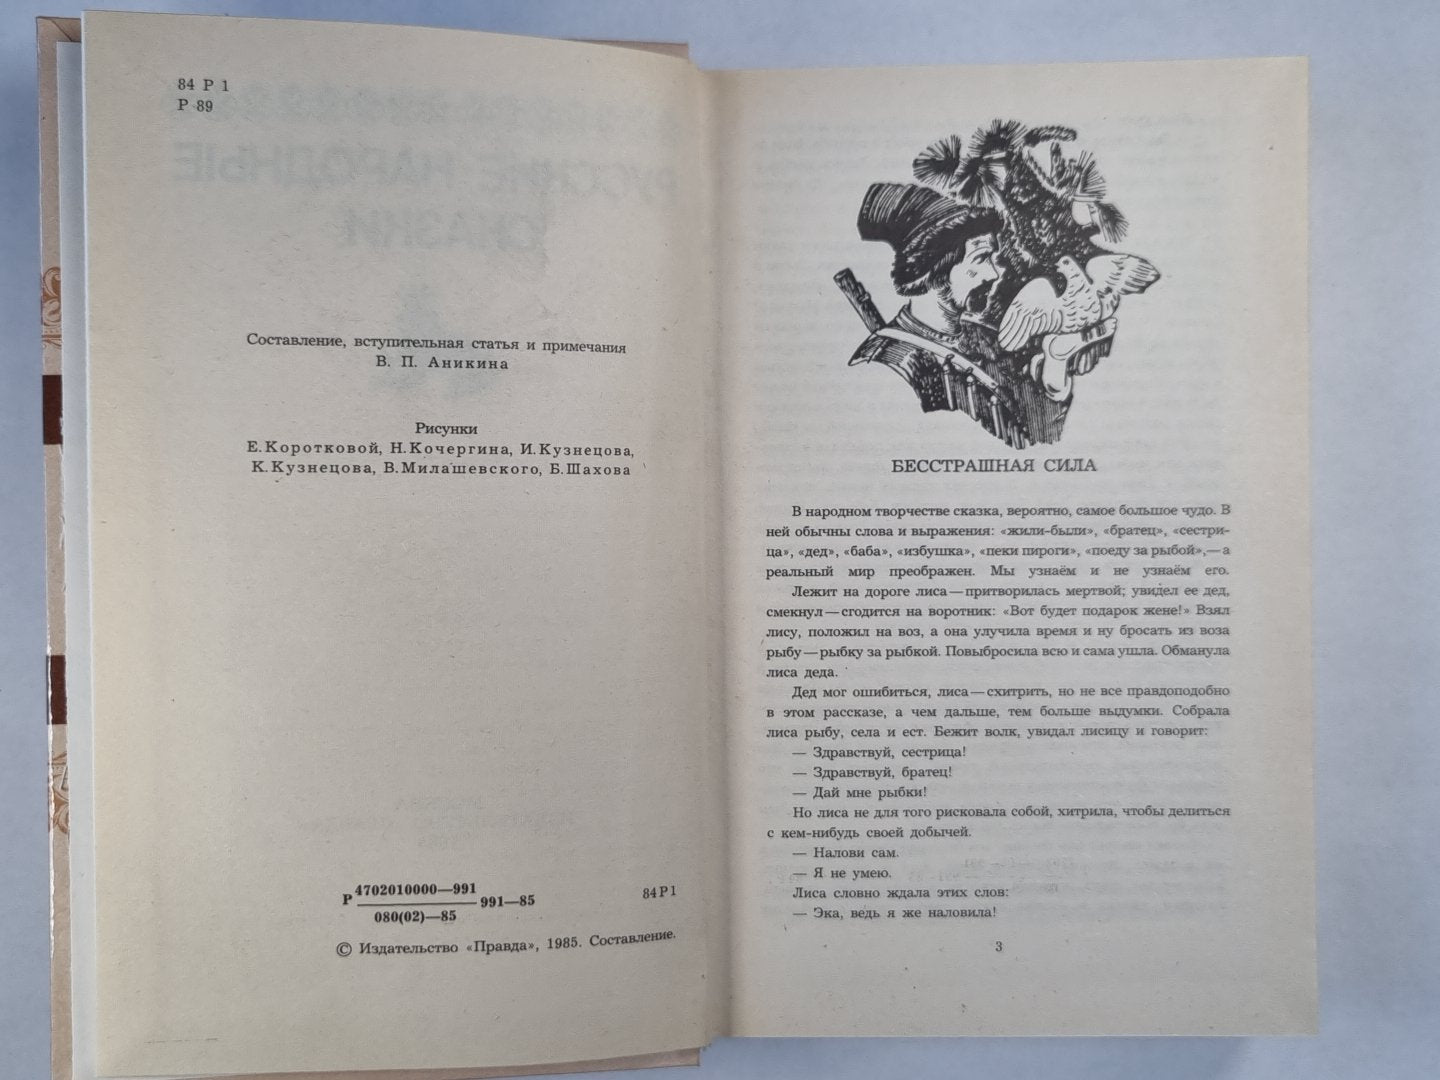 84 Р 1
Р 89
РУССКИЕ НАРОДНЫЕ
СКАЗКИ
Составление, вступительная статья и примечания
В. П. Аникина
Рисунки
Е. Коротковой, Н. Кочергина, И. Кузнецова,
К. Кузнецова, В. Милашевского, Б. Шахова
Р 4702010000—991
080(02)—85
991—85
84 Р 1
© Издательство «Правда», 1985. Составление.
БЕССТРАШНАЯ СИЛА
В народном творчестве сказка, вероятно, самое большое чудо. В
ней обычны слова и выражения: «жили-были», «братец», «сестри-
ца», «дед», «баба», «избушка», «пеки пироги», «поеду за рыбой»,— а
реальный мир преображен. Мы узнаём и не узнаём его.
Лежит на дороге лиса — притворилась мертвой; увидел ее дед,
смекнул — сгодится на воротник: «Вот будет подарок жене!» Взял
лису, положил на воз, а она улучила время и ну бросать из воза
рыбу — рыбку за рыбкой. Повыбросила всю и сама ушла. Обманула
лиса деда.
Дед мог ошибиться, лиса — схитрить, но не все правдоподобно
в этом рассказе, а чем дальше, тем больше выдумки. Собрала
лиса рыбу, села и ест. Бежит волк, увидал лисицу и говорит:
— Здравствуй, сестрица!
— Здравствуй, братец!
— Дай мне рыбки!
Но лиса не для того рисковала собой, хитрила, чтобы делиться
с кем-нибудь своей добычей.
— Налови сам.
— Я не умею.
Лиса словно ждала этих слов:
— Эка, ведь я же наловила!
3